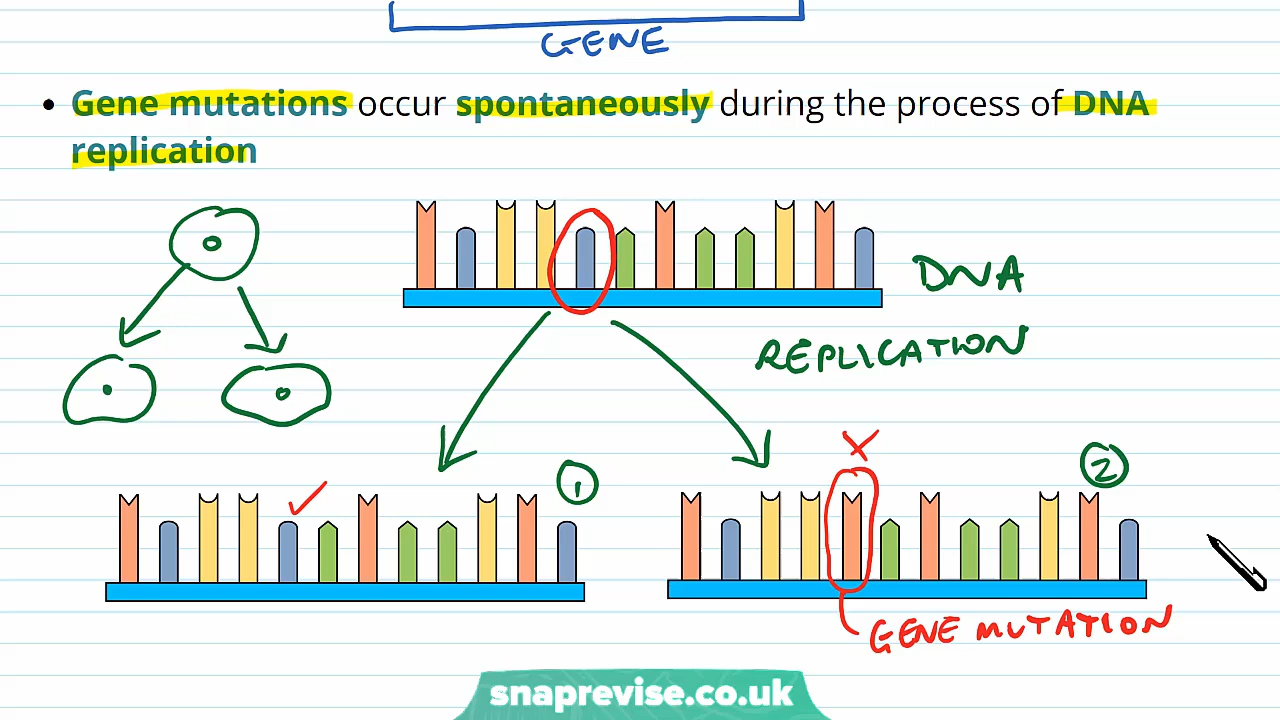 GENE
• Gene mutations occur spontaneously during the process of DNA
replication
DNA
REPLICATION
X
1
2
GENE MUTATION
snaprevise.co.uk